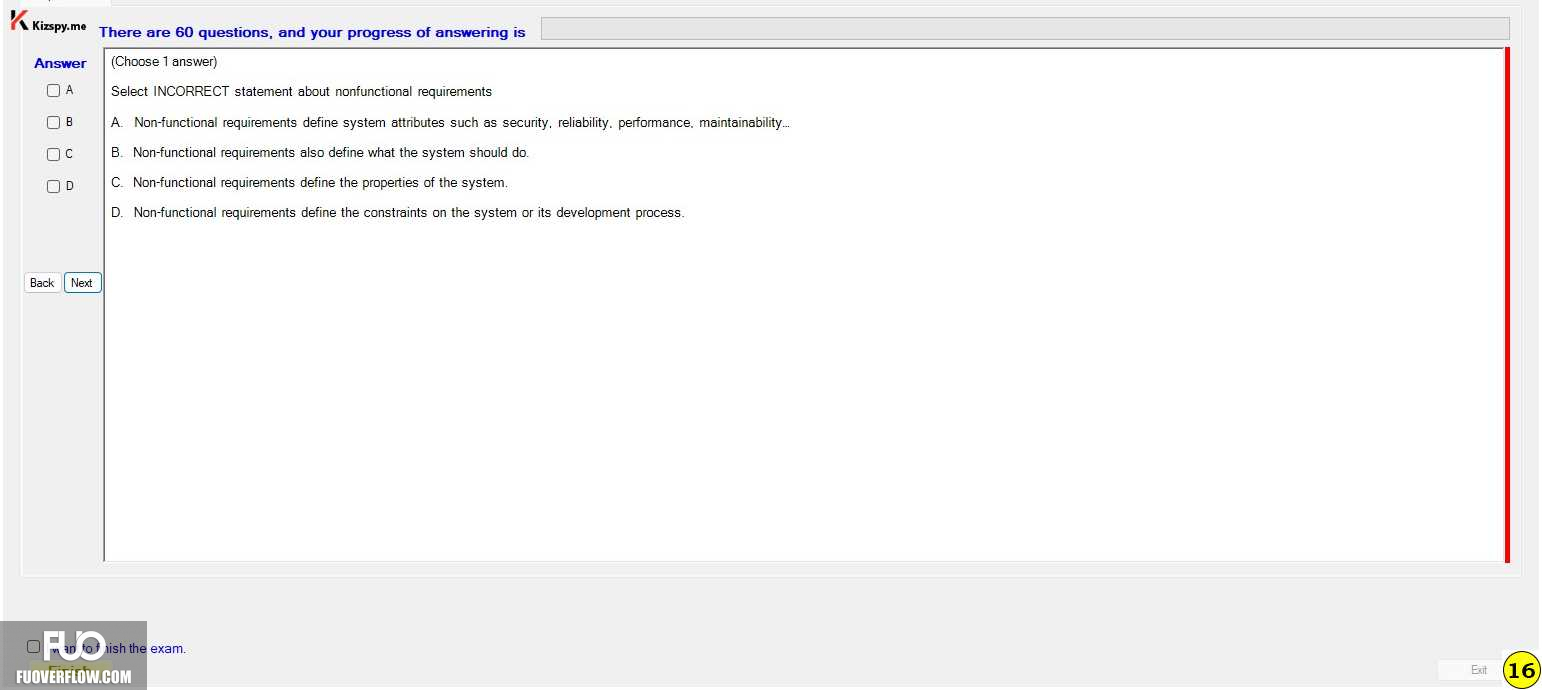 Kizspy.me
There are 60 questions, and your progress of answering is
Answer
(Choose 1 answer)
A
Select INCORRECT statement about nonfunctional requirements
B
A. Non-functional requirements define system attributes such as security, reliability, performance, maintainability...
C
B. Non-functional requirements also define what the system should do.
D
C. Non-functional requirements define the properties of the system.
D. Non-functional requirements define the constraints on the system or its development process.
Back Next
want to finish the exam.
Finish
FUO
FUOVERFLOW.COM
Exit
16